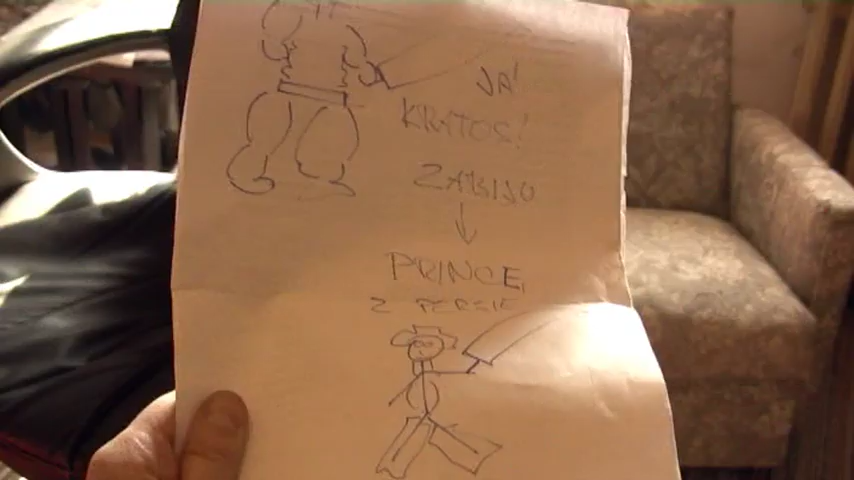 JA!
KRATOS!
ZABIJU
PRINCE,
Z PERSIE